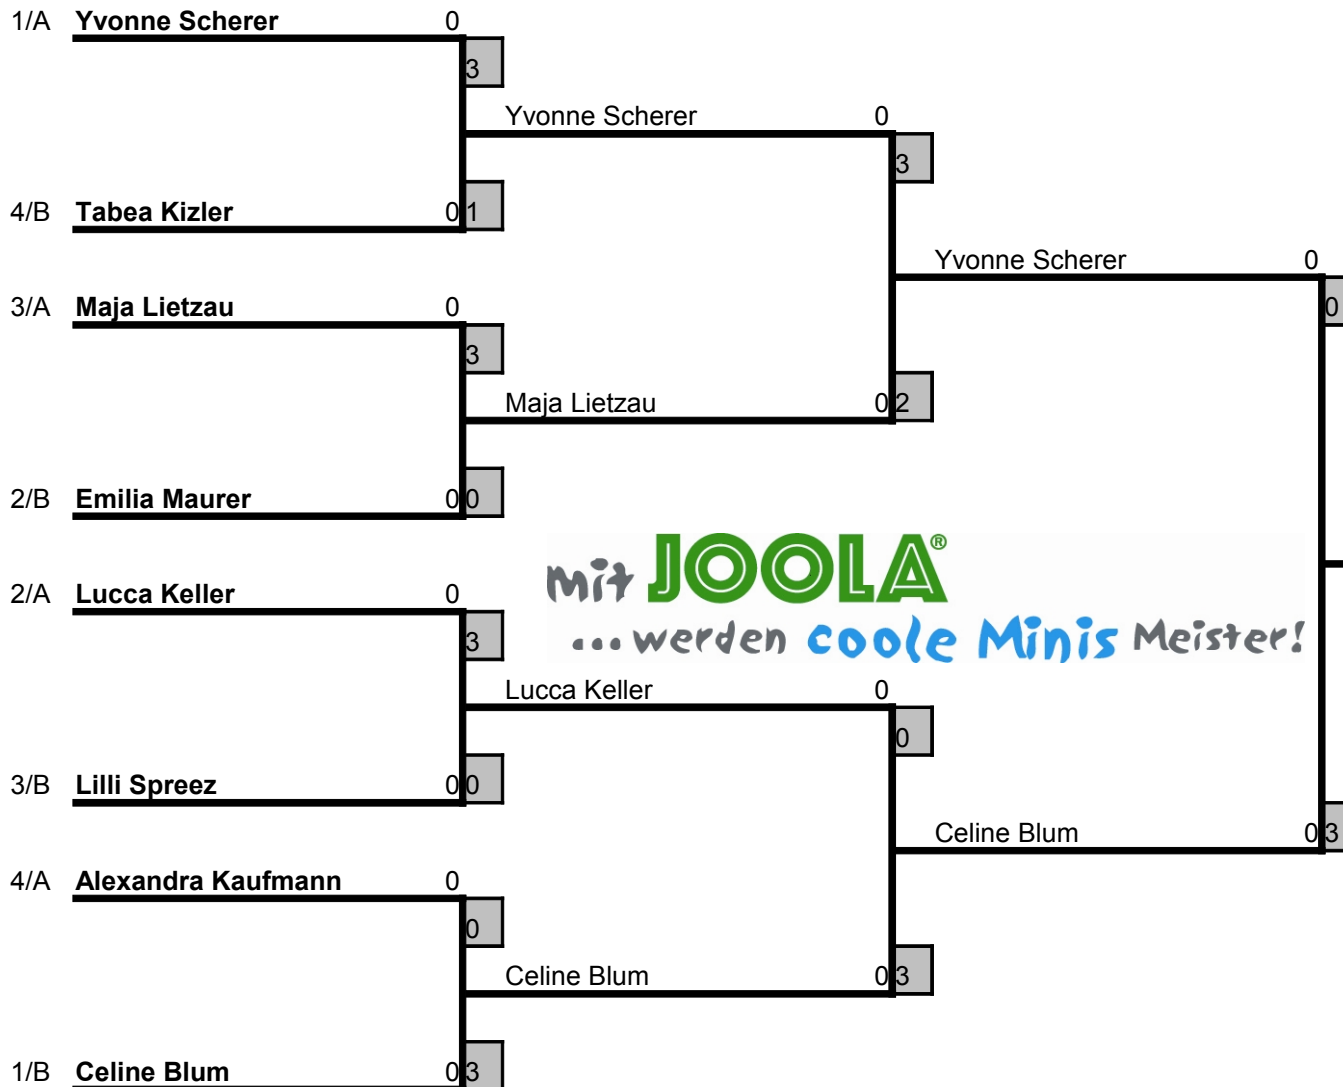 1/A Yvonne Scherer 0
3
Yvonne Scherer 0
3
4/B Tabea Kizler 0 1
Yvonne Scherer 0
0
3/A Maja Lietzau 0
3
Maja Lietzau 0 2
2/B Emilia Maurer 0 0
mit JOOLA®
...werden coole Minis Meister!
2/A Lucca Keller 0
3
Lucca Keller 0
0
3/B Lilli Spreez 0 0
Celine Blum 0 3
4/A Alexandra Kaufmann 0
0
Celine Blum 0 3
1/B Celine Blum 0 3